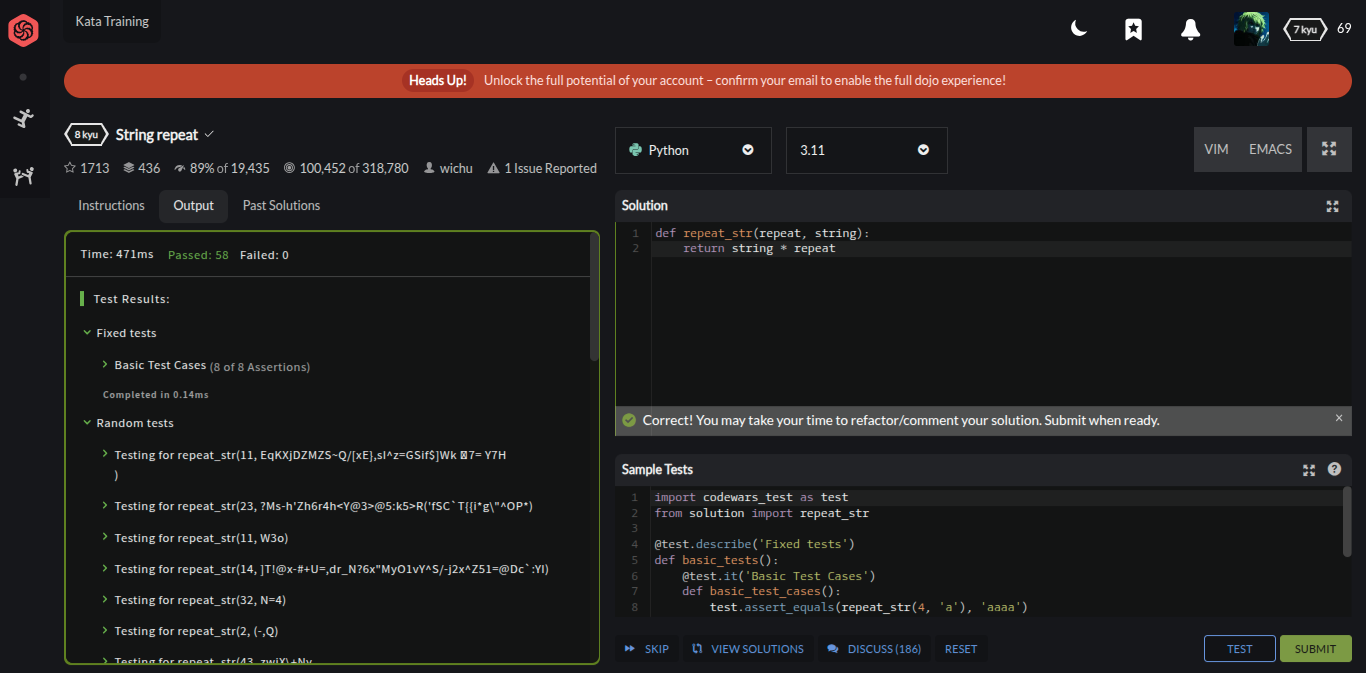 Kata Training
7 kyu 69
Heads Up! Unlock the full potential of your account – confirm your email to enable the full dojo experience!
8 kyu String repeat
1713 436 89% of 19,435 100,452 of 318,780 wichu 1 Issue Reported
Instructions Output Past Solutions
Time: 471ms Passed: 58 Failed: 0
Test Results:
Fixed tests
Basic Test Cases (8 of 8 Assertions)
Completed in 0.14ms
Random tests
Testing for repeat_str(11, EqKXjDZMZS~Q/[xE},sI^z=GSif$]Wk 7= Y7H
)
Testing for repeat_str(23, ?Ms-h'Zh6r4h<Y@3>@5:k5>R('fSC`T{{i*g\"^OP*)
Testing for repeat_str(11, W3o)
Testing for repeat_str(14, ]T!@x-#+U=,dr_N?6x"MyO1vY^S/-j2x^Z51=@Dc`:YI)
Testing for repeat_str(32, N=4)
Testing for repeat_str(2, (-,Q)
Testing for repeat_str(43,
Python 3.11 VIM EMACS
Solution
1 def repeat_str(repeat, string):
2 return string * repeat
Correct! You may take your time to refactor/comment your solution. Submit when ready. ×
Sample Tests ?
1 import codewars_test as test
2 from solution import repeat_str
3
4 @test.describe('Fixed tests')
5 def basic_tests():
6 @test.it('Basic Test Cases')
7 def basic_test_cases():
8 test.assert_equals(repeat_str(4, 'a'), 'aaaa')
SKIP VIEW SOLUTIONS DISCUSS (186) RESET TEST SUBMIT